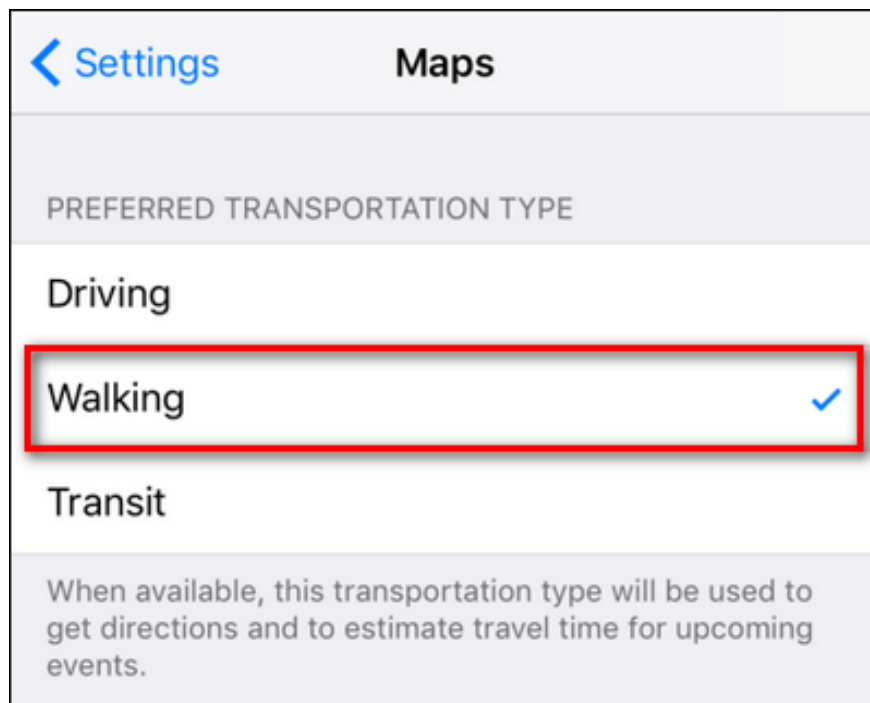 Settings
Maps
PREFERRED TRANSPORTATION TYPE
Driving
Walking
Transit
When available, this transportation type will be used to
get directions and to estimate travel time for upcoming
events.